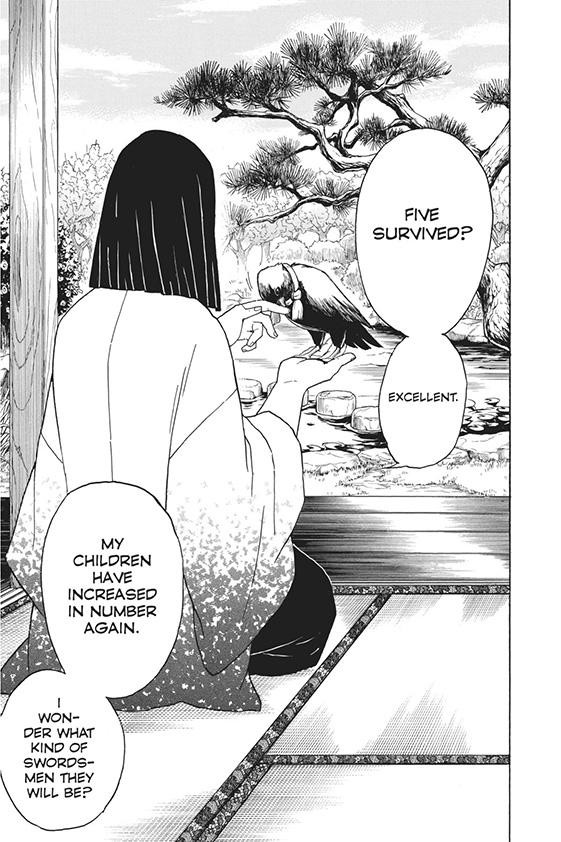 FIVE
SURVIVED?
EXCELLENT.
MY
CHILDREN
HAVE
INCREASED
IN NUMBER
AGAIN.
I
WON-
DER WHAT
KIND OF
SWORDS-
MEN THEY
WILL BE?